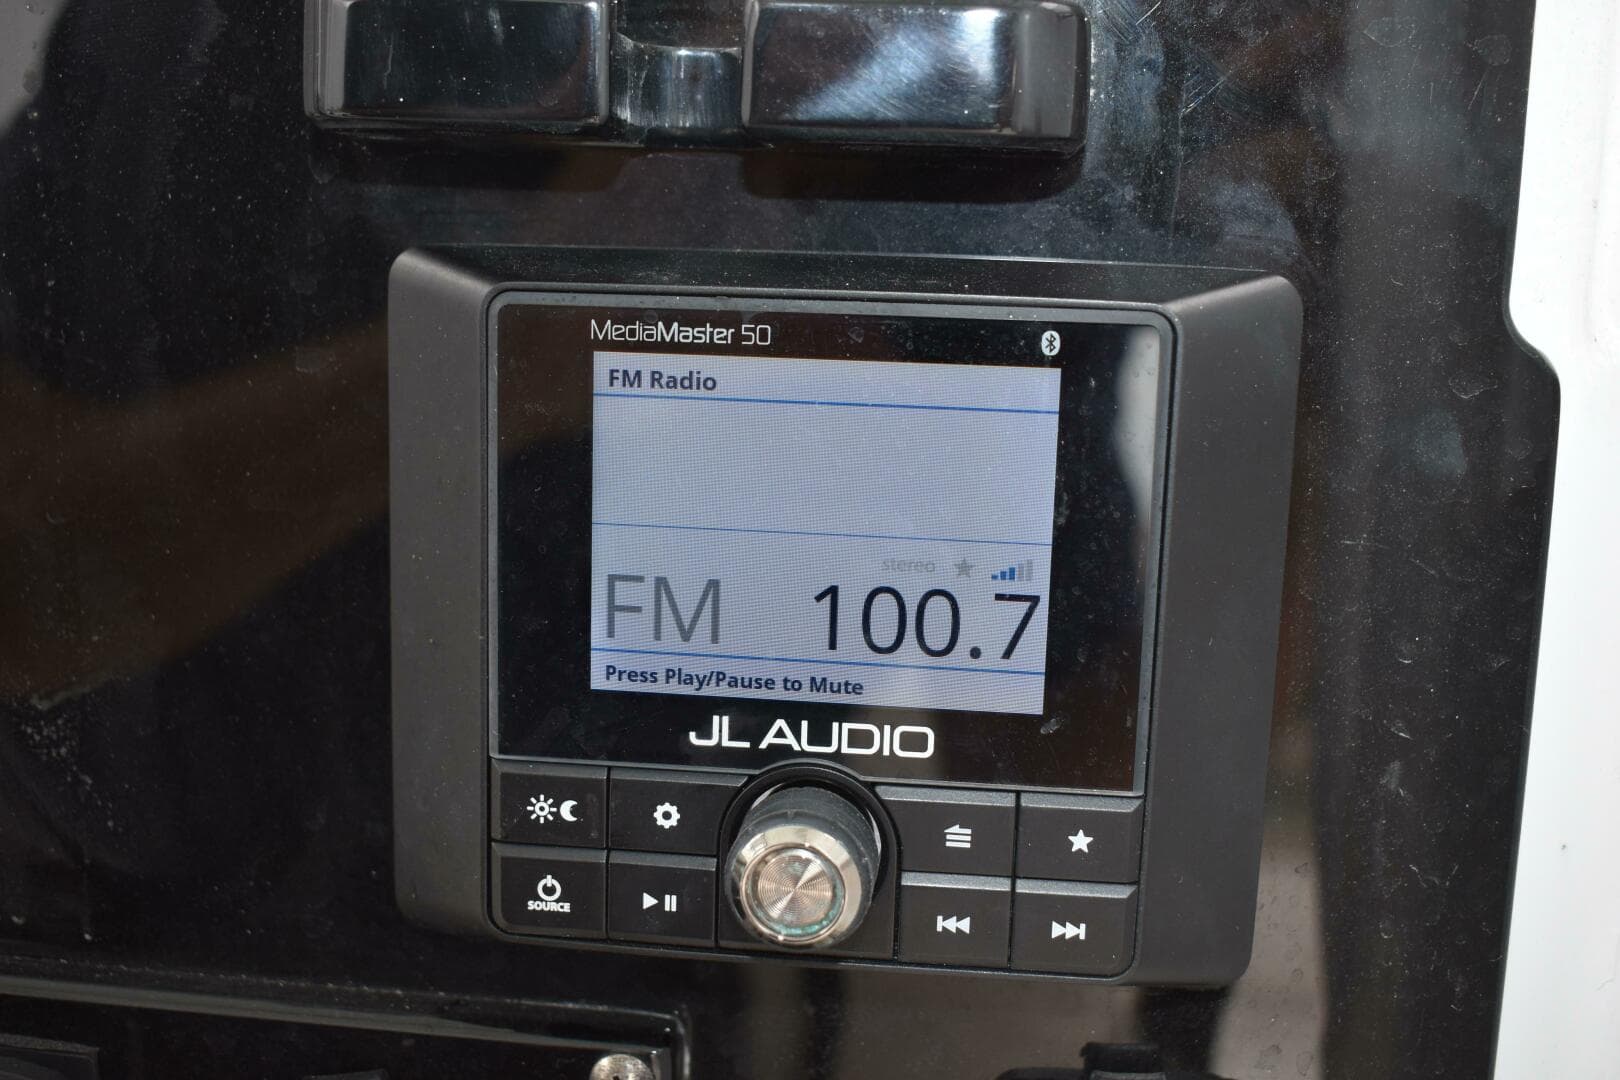 MediaMaster 50
FM Radio
stereo
FM 100.7
Press Play/Pause to Mute
JL AUDIO
SOURCE